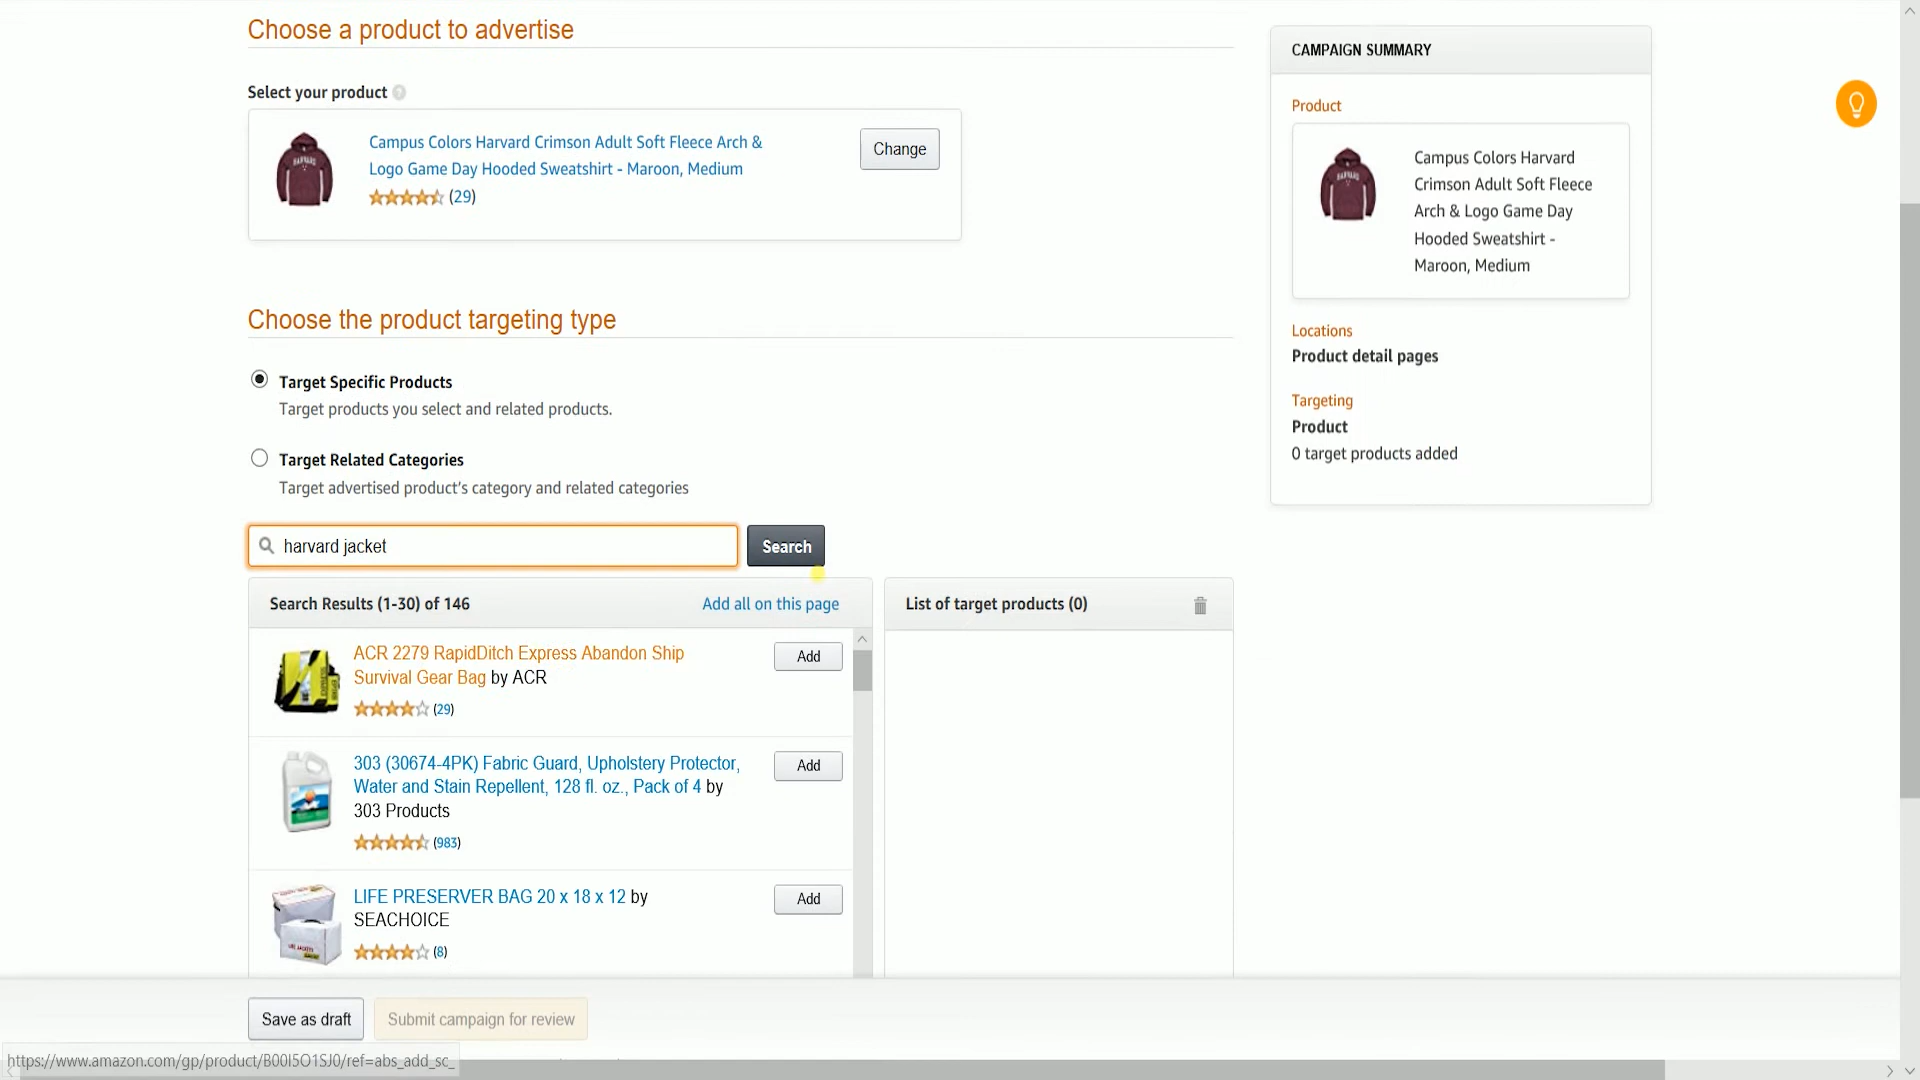 Choose a product to advertise
Select your product
Campus Colors Harvard Crimson Adult Soft Fleece Arch &
Logo Game Day Hooded Sweatshirt - Maroon, Medium
(29)
Change
HARVARD
Choose the product targeting type
Target Specific Products
Target products you select and related products.
Target Related Categories
Target advertised product's category and related categories
harvard jacket
Search
Search Results (1-30) of 146
Add all on this page
ACR 2279 RapidDitch Express Abandon Ship
Survival Gear Bag by ACR
(29)
Add
303 (30674-4PK) Fabric Guard, Upholstery Protector,
Water and Stain Repellent, 128 fl. oz., Pack of 4 by
303 Products
(983)
Add
LIFE PRESERVER BAG 20 x 18 x 12 by
SEACHOICE
(8)
Add
List of target products (0)
CAMPAIGN SUMMARY
Product
HARVARD
Campus Colors Harvard
Crimson Adult Soft Fleece
Arch & Logo Game Day
Hooded Sweatshirt -
Maroon, Medium
Locations
Product detail pages
Targeting
Product
0 target products added
Save as draft
Submit campaign for review
https://www.amazon.com/gp/product/B00I5O1SJ0/ref=abs_add_sc_